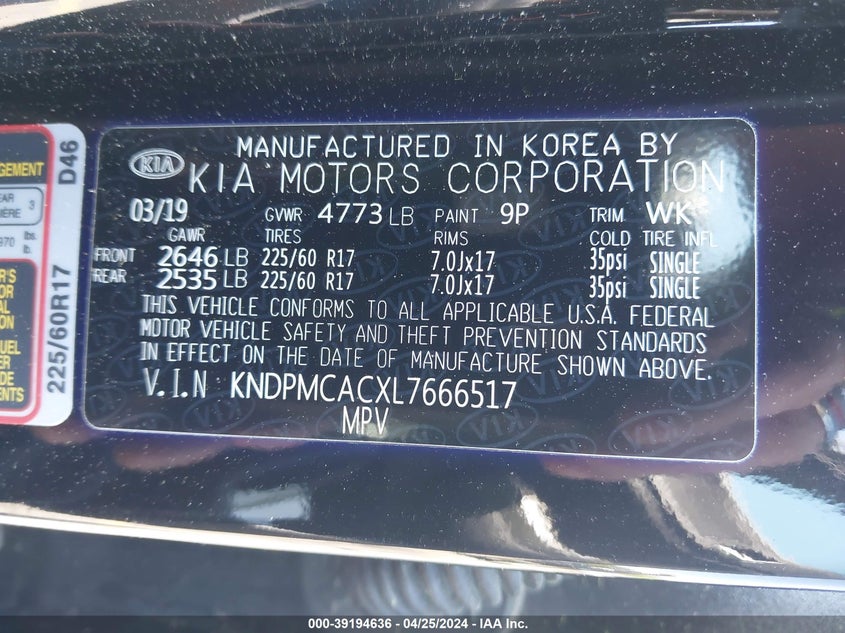 MANUFACTURED IN KOREA BY
KIA KIA MOTORS CORPORATION
03/19 GVWR 4773 LB PAINT 9P TRIM WK
GAWR TIRES RIMS COLD TIRE INFL
FRONT 2646 LB 225/60 R17 7.0Jx17 35psi SINGLE
REAR 2535 LB 225/60 R17 7.0Jx17 35psi SINGLE
THIS VEHICLE CONFORMS TO ALL APPLICABLE U.S.A. FEDERAL
MOTOR VEHICLE SAFETY AND THEFT PREVENTION STANDARDS
IN EFFECT ON THE DATE OF MANUFACTURE SHOWN ABOVE.
V.I.N KNDPMCACXL7666517
MPV
225/60R17 D46
3
970 lbs.
lb.
000-39194636 - 04/25/2024 - IAA Inc.